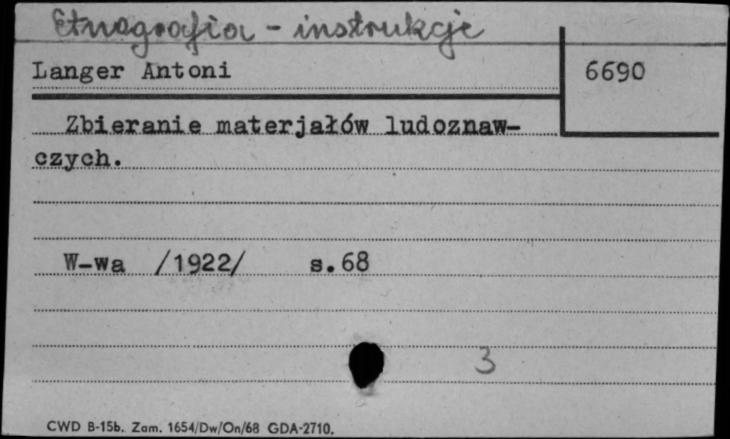 Etnografia - instrukcje
Langer Antoni
6690
Zbieranie materjałów ludoznaw-
czych.
W-wa /1922/ s.68
3
CWD B-15b. Zam. 1654/Dw/On/68 GDA-2710.